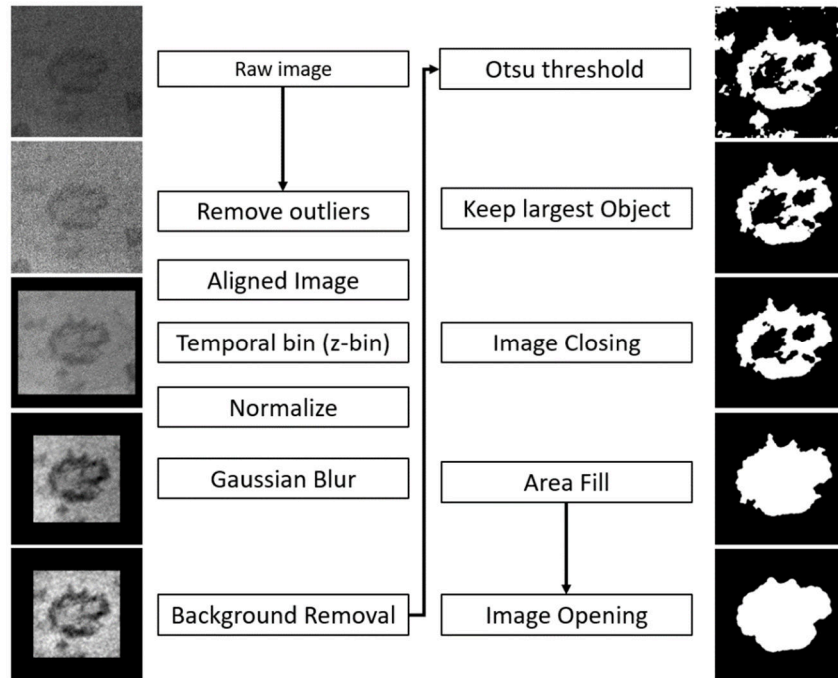 Raw image
Remove outliers
Aligned Image
Temporal bin (z-bin)
Normalize
Gaussian Blur
Background Removal
Otsu threshold
Keep largest Object
Image Closing
Area Fill
Image Opening